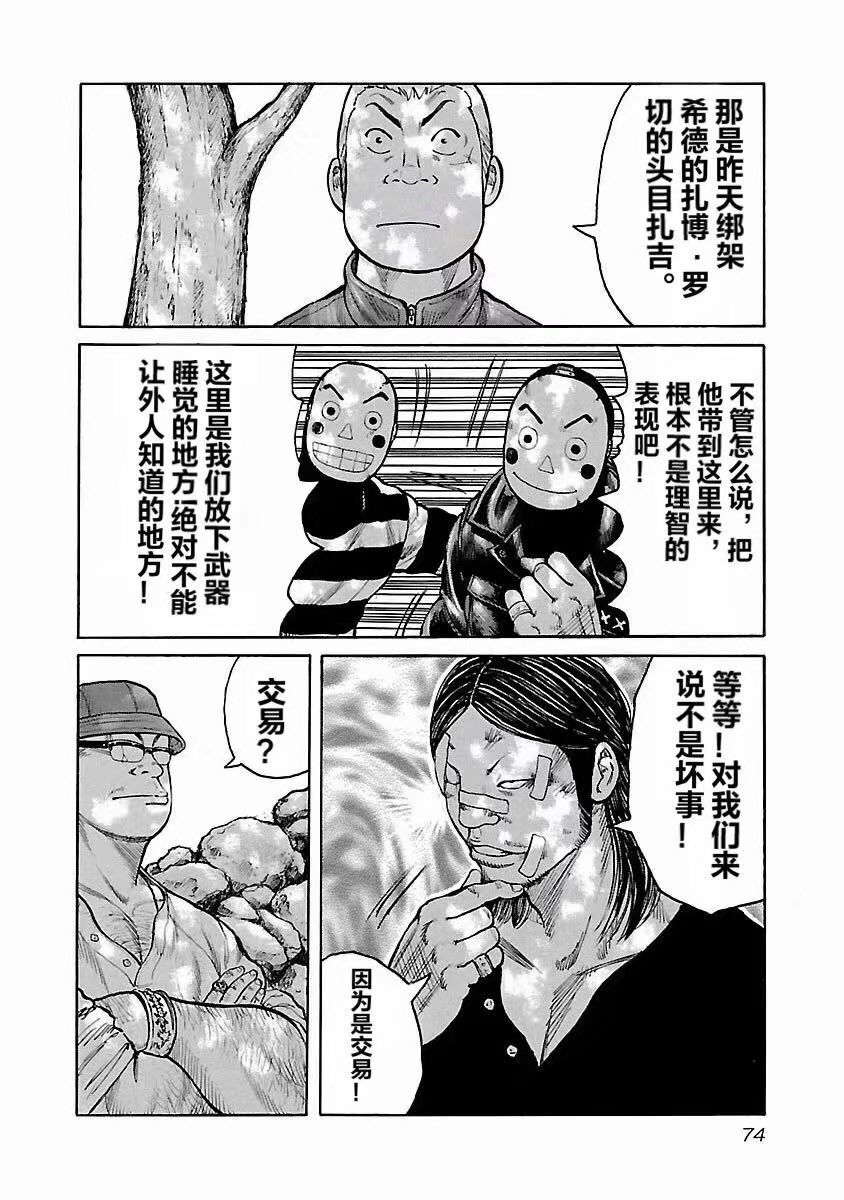 那是昨天绑架
希德的扎博·罗
切的头目扎吉。
不管怎么说，把
他带到这里来，
根本不是理智的
表现吧！
这里是我们放下武器
睡觉的地方！绝对不能
让外人知道的地方！
等等！对我们来
说不是坏事！
因为是交易！
交易？
74